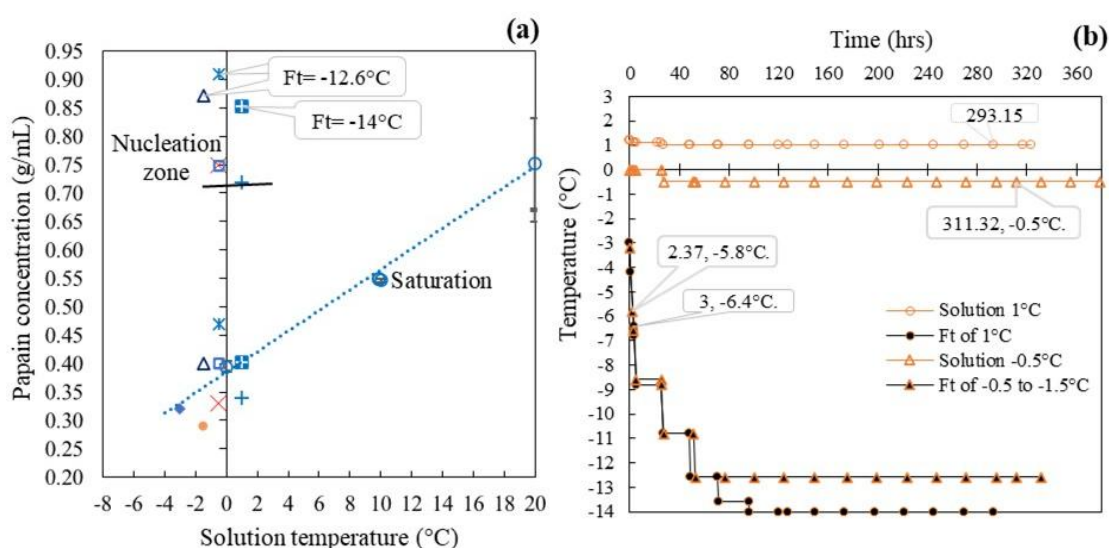 (a)
0.95
0.90
0.85
0.80
0.75
0.70
0.65
0.60
0.55
0.50
0.45
0.40
0.35
0.30
0.25
0.20
Papain concentration (g/mL)
Ft= -12.6°C
Ft= -14°C
Nucleation
zone
Saturation
-8 -6 -4 -2 0 2 4 6 8 10 12 14 16 18 20
Solution temperature (°C)
Time (hrs)
(b)
0 40 80 120 160 200 240 280 320 360
3
2
1
0
-1
-2
-3
-4
-5
-6
-7
-8
-9
-10
-11
-12
-13
-14
Temperature (°C)
293.15
311.32, -0.5°C.
2.37, -5.8°C.
3, -6.4°C.
Solution 1°C
Ft of 1°C
Solution -0.5°C
Ft of -0.5 to -1.5°C